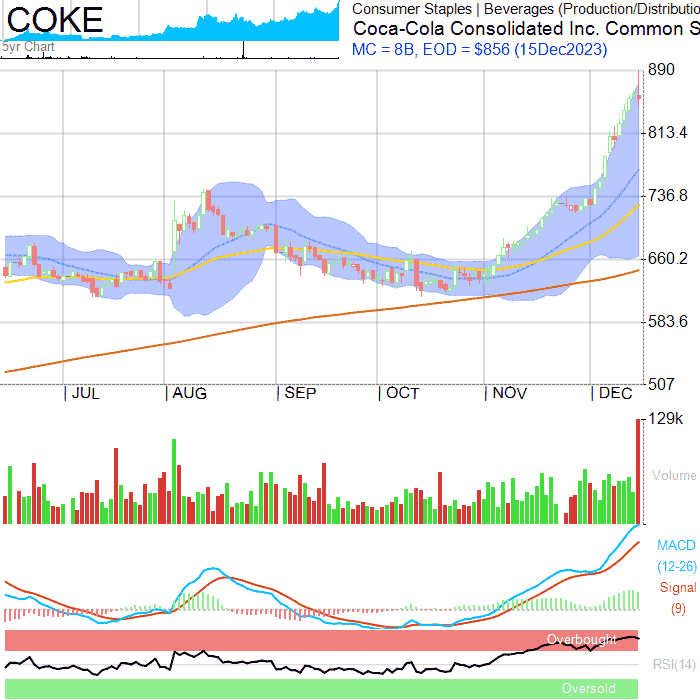 COKE
5yr Chart
Consumer Staples | Beverages (Production/Distributio
Coca-Cola Consolidated Inc. Common S
MC = 8B, EOD = $856 (15Dec2023)
890
813.4
736.8
660.2
583.6
507
| JUL | AUG | SEP | OCT | NOV | DEC
129k
Volume
MACD
(12-26)
Signal
(9)
Overbought
RSI(14)
Oversold